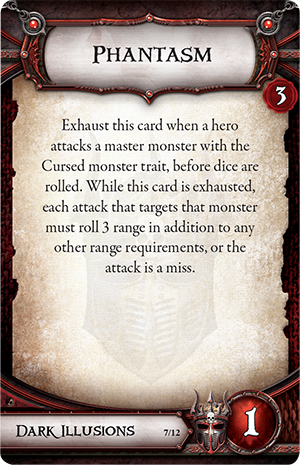 Phantasm
3
Exhaust this card when a hero
attacks a master monster with the
Cursed monster trait, before dice are
rolled. While this card is exhausted,
each attack that targets that monster
must roll 3 range in addition to any
other range requirements, or the
attack is a miss.
Dark Illusions 7/12
1